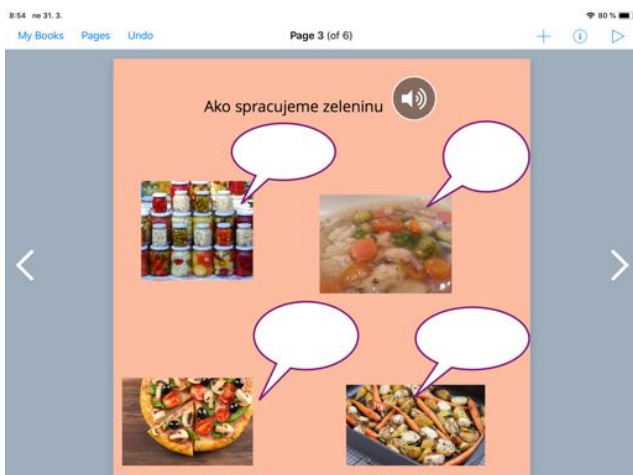 8:54 ne 31. 3.
80 %
My Books Pages Undo
Page 3 (of 6)
Ako spracujeme zeleninu